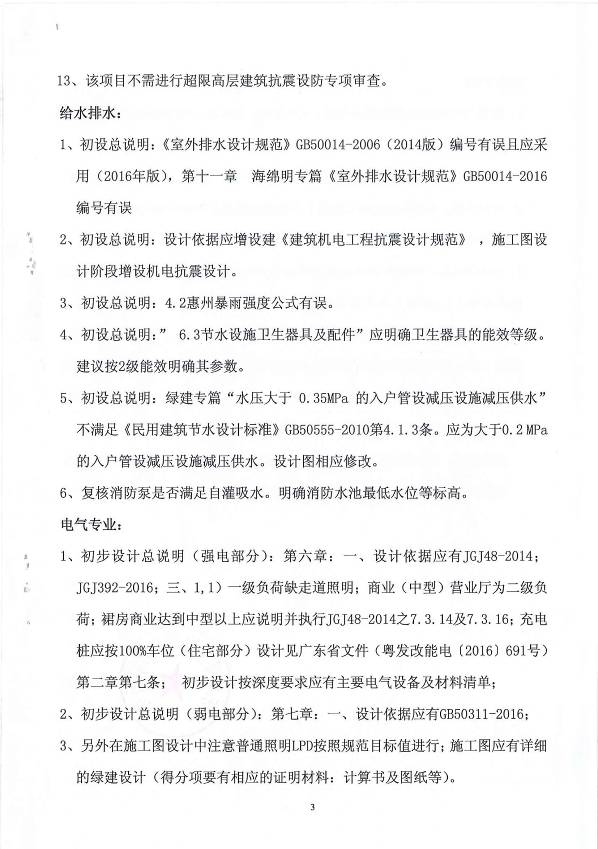 13、该项目不需进行超限高层建筑抗震设防专项审查。
给水排水：
1、初设总说明：《室外排水设计规范》GB50014-2006（2014版）编号有误且应采
用（2016年版），第十一章　海绵明专篇《室外排水设计规范》GB50014-2016
编号有误
2、初设总说明：设计依据应增设建《建筑机电工程抗震设计规范》，施工图设
计阶段增设机电抗震设计。
3、初设总说明：4.2惠州暴雨强度公式有误。
4、初设总说明：” 6.3节水设施卫生器具及配件”应明确卫生器具的能效等级。
建议按2级能效明确其参数。
5、初设总说明：绿建专篇“水压大于 0.35MPa 的入户管设减压设施减压供水”
不满足《民用建筑节水设计标准》GB50555-2010第4.1.3条。应为大于0.2 MPa
的入户管设减压设施减压供水。设计图相应修改。
6、复核消防泵是否满足自灌吸水。明确消防水池最低水位等标高。
电气专业：
1、初步设计总说明（强电部分）：第六章：一、设计依据应有JGJ48-2014；
JGJ392-2016；三、1,1）一级负荷缺走道照明；商业（中型）营业厅为二级负
荷；裙房商业达到中型以上应说明并执行JGJ48-2014之7.3.14及7.3.16；充电
桩应按100%车位（住宅部分）设计见广东省文件（粤发改能电〔2016〕691号）
第二章第七条； 初步设计按深度要求应有主要电气设备及材料清单；
2、初步设计总说明（弱电部分）：第七章：一、设计依据应有GB50311-2016；
3、另外在施工图设计中注意普通照明LPD按照规范目标值进行；施工图应有详细
的绿建设计（得分项要有相应的证明材料：计算书及图纸等）。
3